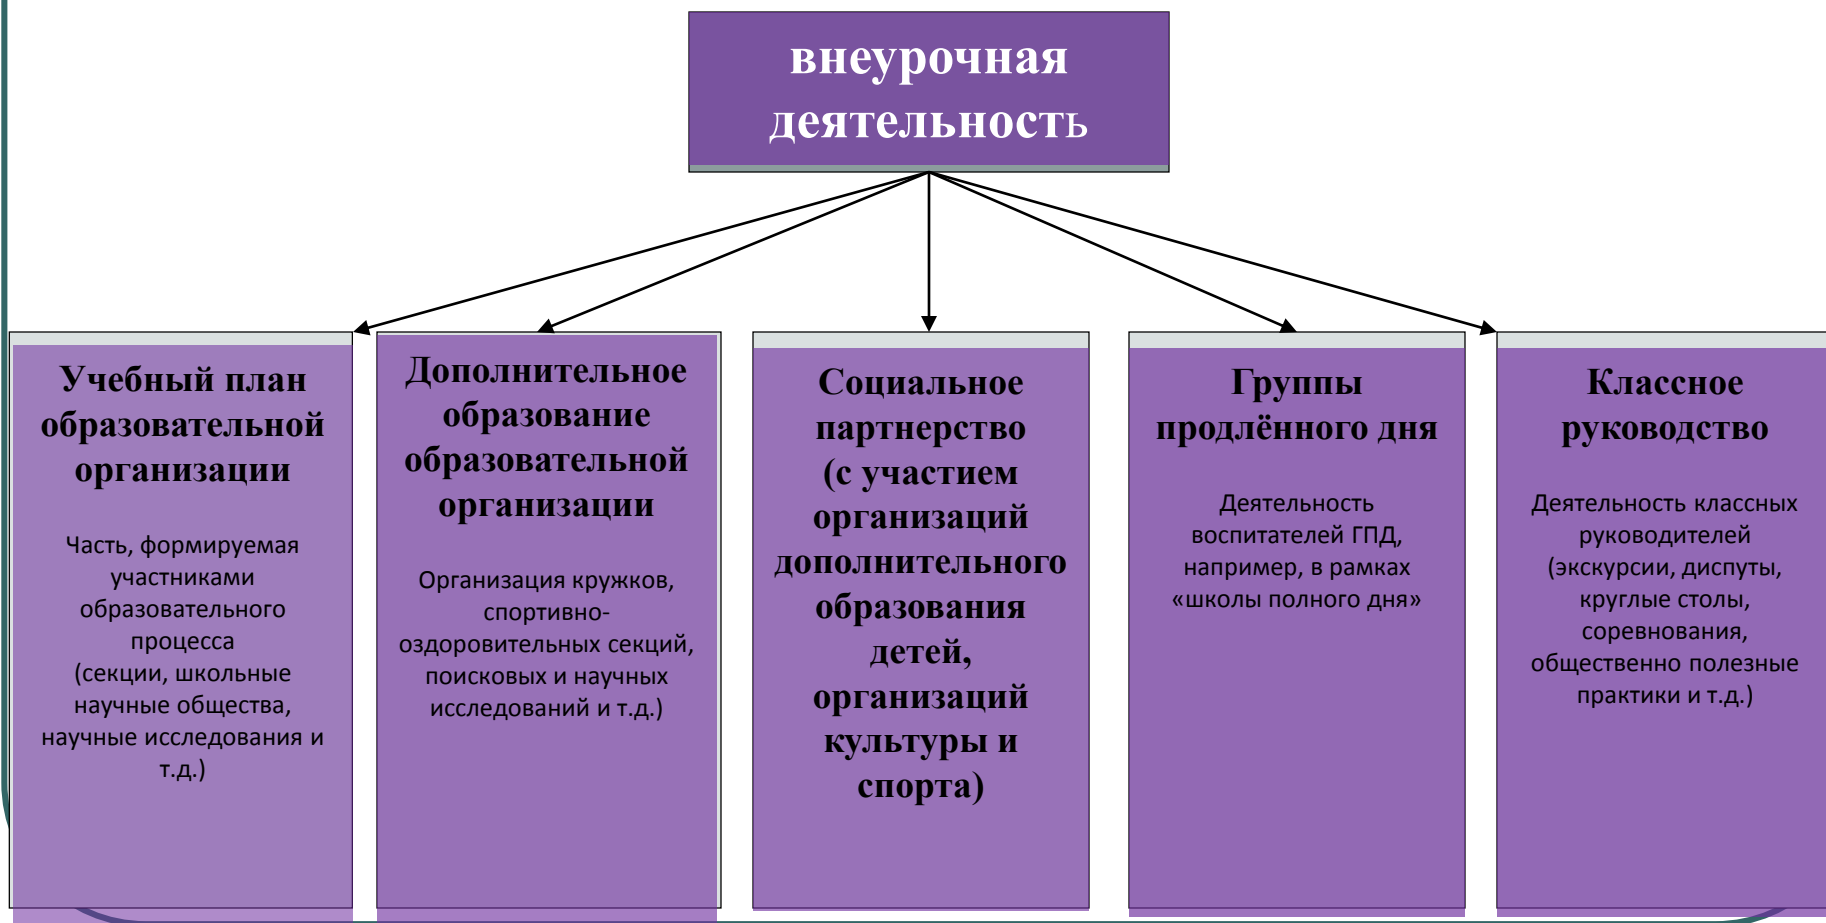 внеурочная
деятельность
Учебный план
образовательной
организации
Часть, формируемая
участниками
образовательного
процесса
(секции, школьные
научные общества,
научные исследования и
т.д.)
Дополнительное
образование
образовательной
организации
Организация кружков,
спортивно-
оздоровительных секций,
поисковых и научных
исследований и т.д.)
Социальное
партнерство
(с участием
организаций
дополнительного
образования
детей,
организаций
культуры и
спорта)
Группы
продлённого дня
Деятельность
воспитателей ГПД,
например, в рамках
«школы полного дня»
Классное
руководство
Деятельность классных
руководителей
(экскурсии, диспуты,
круглые столы,
соревнования,
общественно полезные
практики и т.д.)